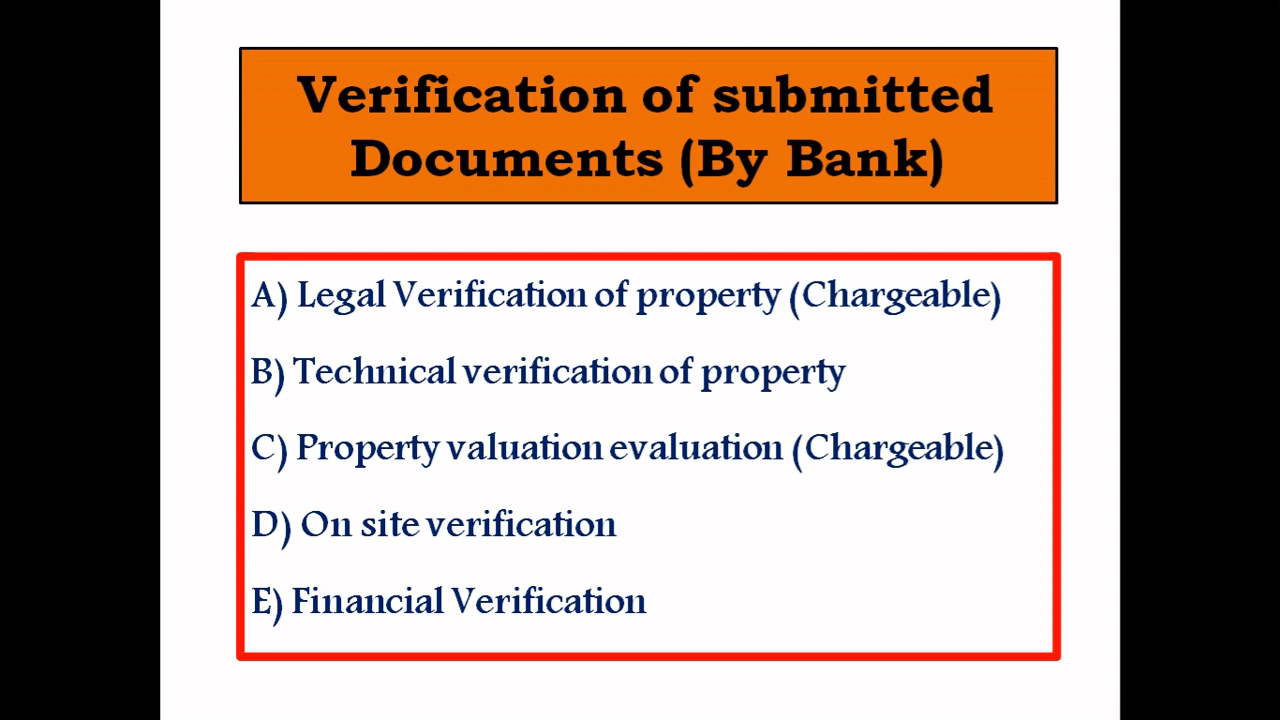 Verification of submitted
Documents (By Bank)
A) Legal Verification of property (Chargeable)
B) Technical verification of property
C) Property valuation evaluation (Chargeable)
D) On site verification
E) Financial Verification